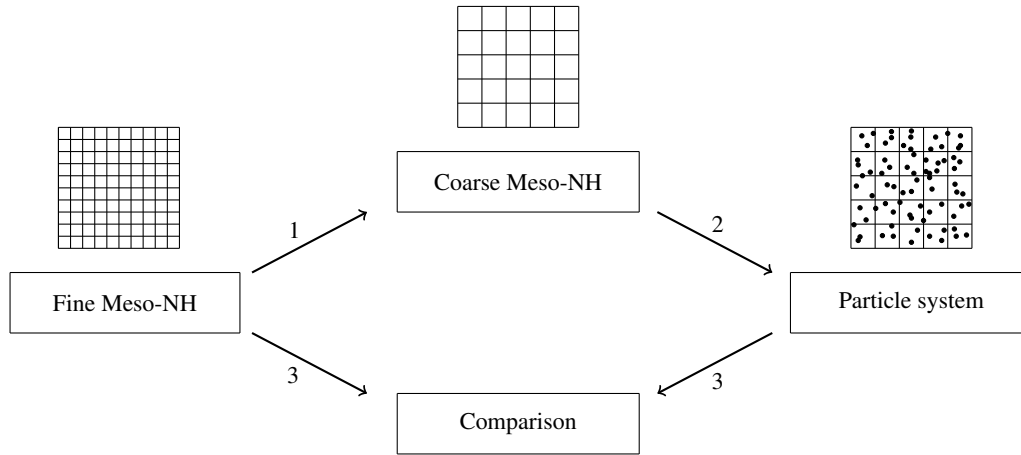 Coarse Meso-NH
1
2
Fine Meso-NH
Particle system
3
3
Comparison